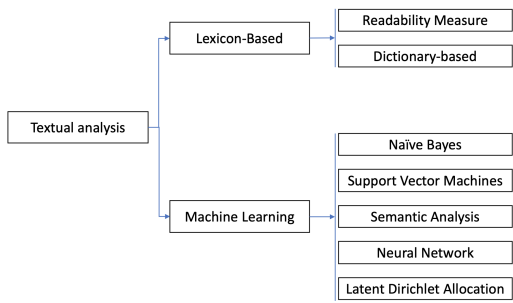 Textual analysis
Lexicon-Based
Readability Measure
Dictionary-based
Machine Learning
Naïve Bayes
Support Vector Machines
Semantic Analysis
Neural Network
Latent Dirichlet Allocation